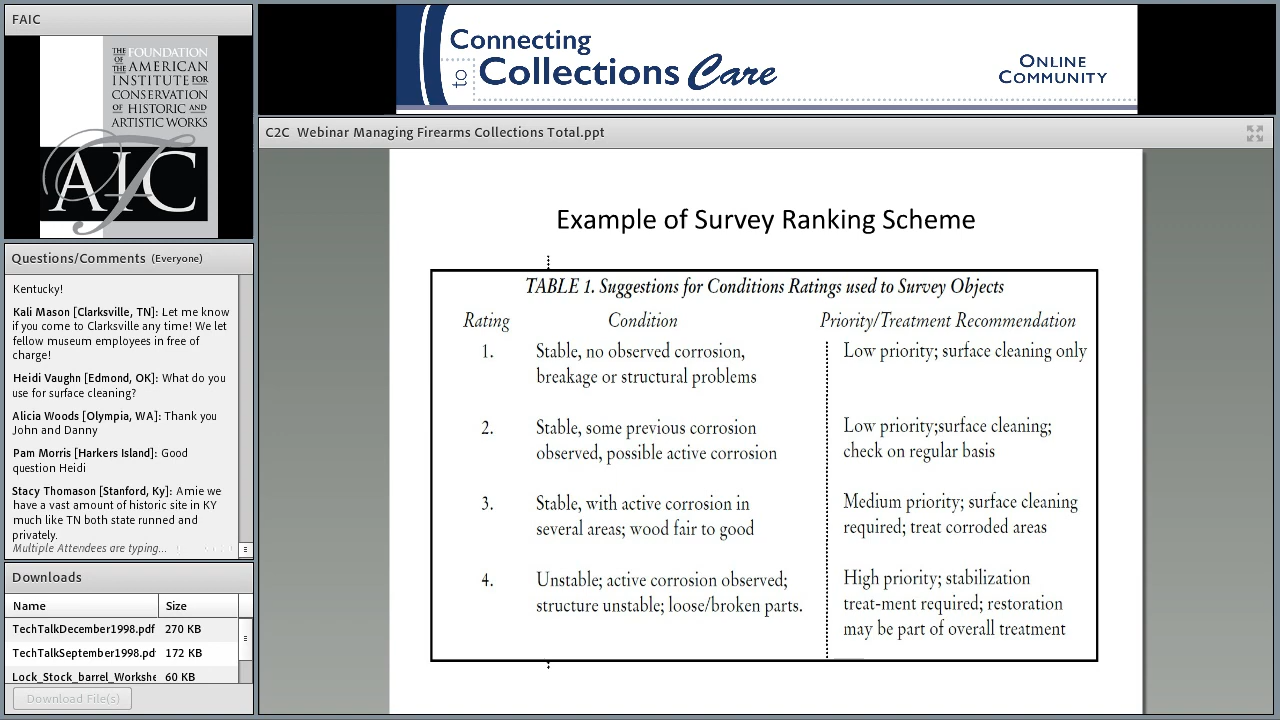 FAIC
THE FOUNDATION
OF THE AMERICAN
INSTITUTE FOR
CONSERVATION
OF HISTORIC AND
ARTISTIC WORKS
AIC
Connecting
to Collections Care
ONLINE
COMMUNITY
C2C Webinar Managing Firearms Collections Total.ppt
Questions/Comments (Everyone)
Kentucky!
Kali Mason [Clarksville, TN]: Let me know
if you come to Clarksville any time! We let
fellow museum employees in free of
charge!
Heidi Vaughn [Edmond, OK]: What do you
use for surface cleaning?
Alicia Woods [Olympia, WA]: Thank you
John and Danny
Pam Morris [Harkers Island]: Good
question Heidi
Stacy Thomason [Stanford, Ky]: Amie we
have a vast amount of historic site in KY
much like TN both state runned and
privately.
Multiple Attendees are typing...
Downloads
Name Size
TechTalkDecember1998.pdf 270 KB
TechTalkSeptember1998.pd 172 KB
Lock_Stock_barrel_Workshe 60 KB
Download File(s)
Example of Survey Ranking Scheme
TABLE 1. Suggestions for Conditions Ratings used to Survey Objects
Rating Condition Priority/Treatment Recommendation
1. Stable, no observed corrosion, Low priority; surface cleaning only
breakage or structural problems
2. Stable, some previous corrosion Low priority;surface cleaning;
observed, possible active corrosion check on regular basis
3. Stable, with active corrosion in Medium priority; surface cleaning
several areas; wood fair to good required; treat corroded areas
4. Unstable; active corrosion observed; High priority; stabilization
structure unstable; loose/broken parts. treat-ment required; restoration
may be part of overall treatment